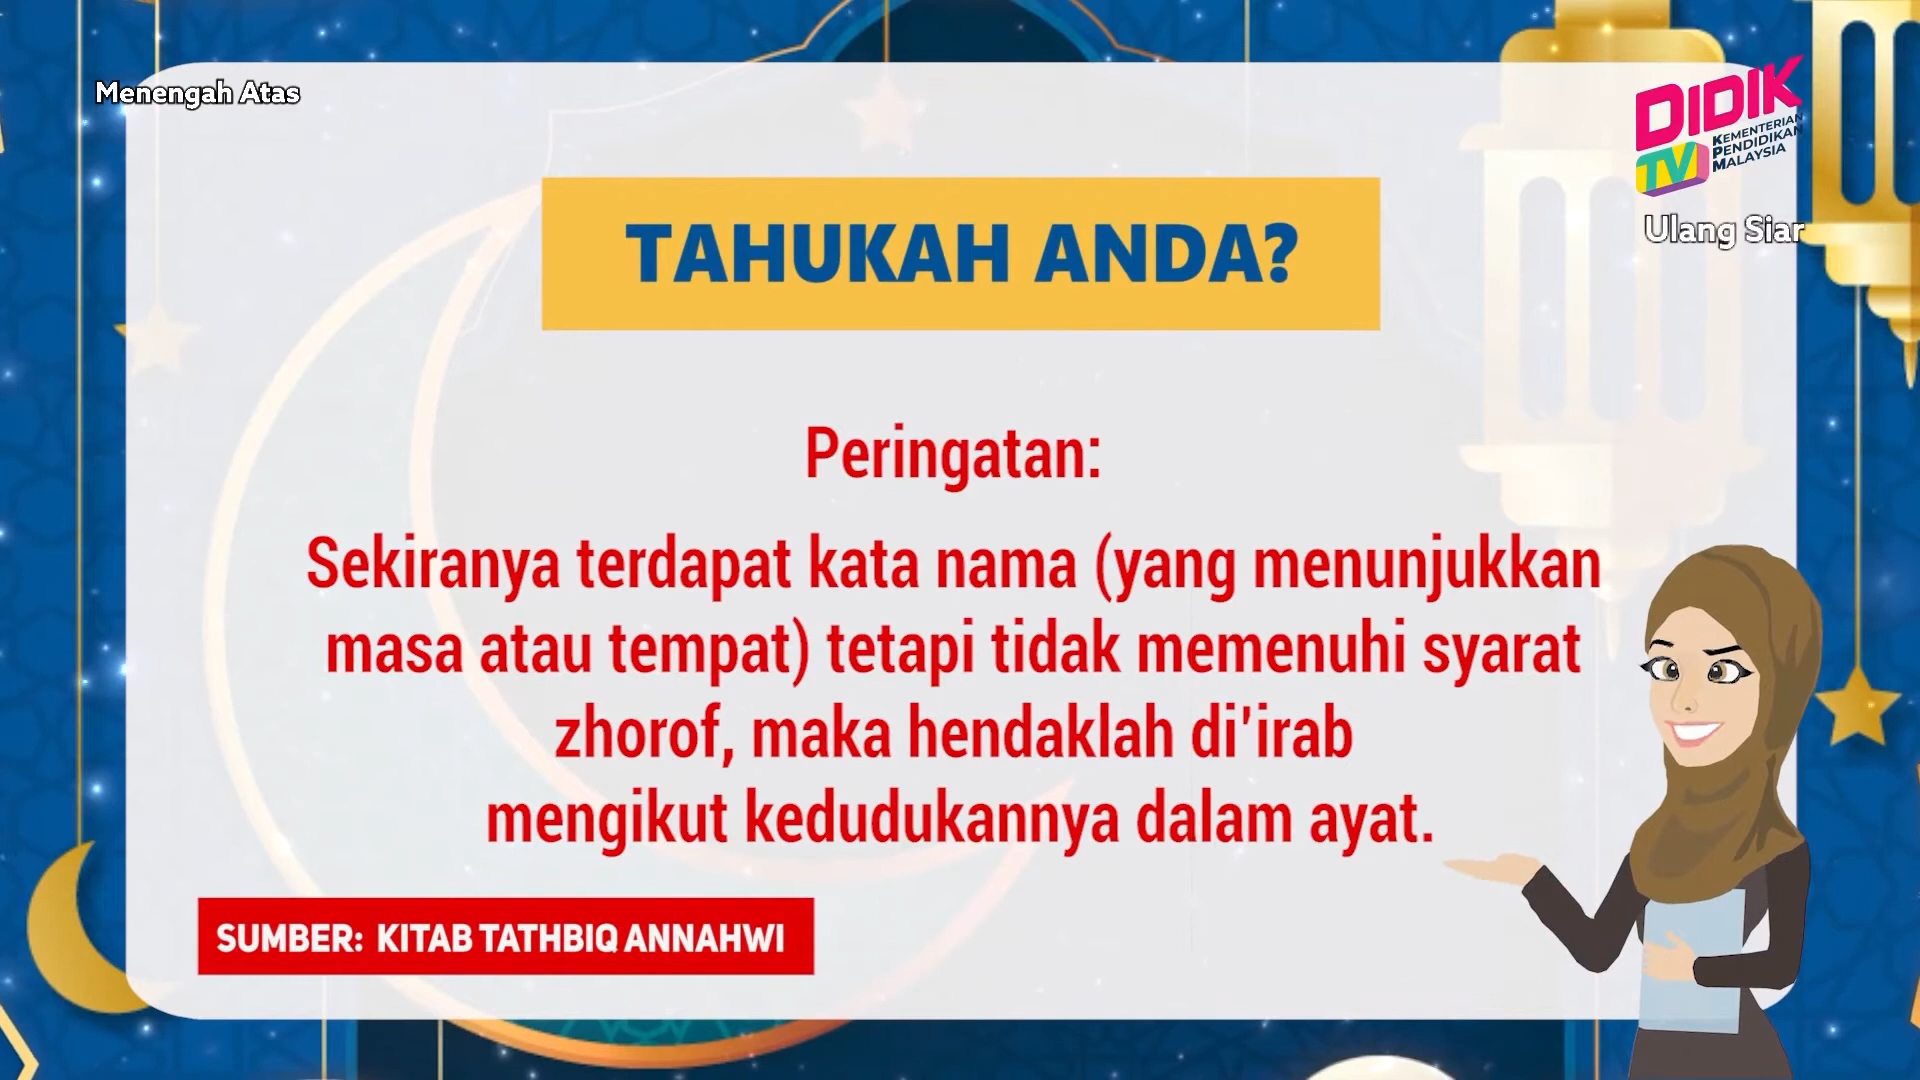 Menengah Atas
DIDIK
TV
KEMENTERIAN
PENDIDIKAN
MALAYSIA
Ulang Siar
TAHUKAH ANDA?
Peringatan:
Sekiranya terdapat kata nama (yang menunjukkan
masa atau tempat) tetapi tidak memenuhi syarat
zhorof, maka hendaklah di'irab
mengikut kedudukannya dalam ayat.
SUMBER: KITAB TATHBIQ ANNAHWI